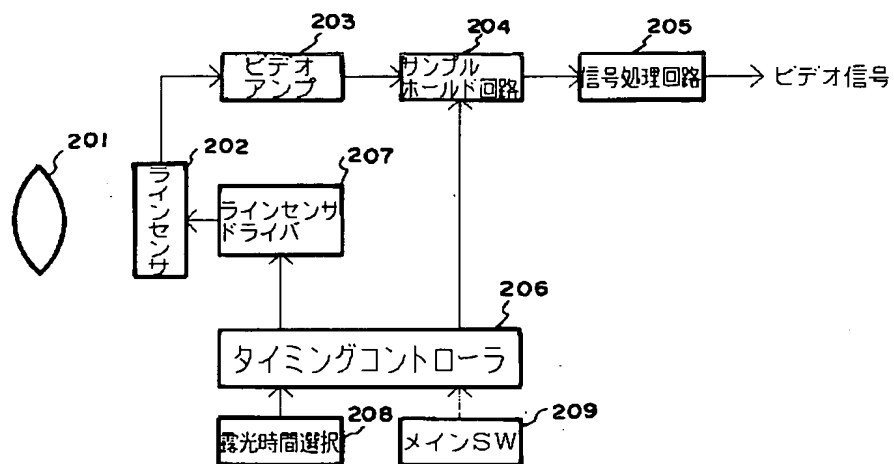 203
204
205
ビデオ
アンプ
サンプル
ホールド回路
信号処理回路
ビデオ信号
201
202
207
ラインセンサ
ラインセンサ
ドライバ
206
タイミングコントローラ
208
209
露光時間選択
メインSW